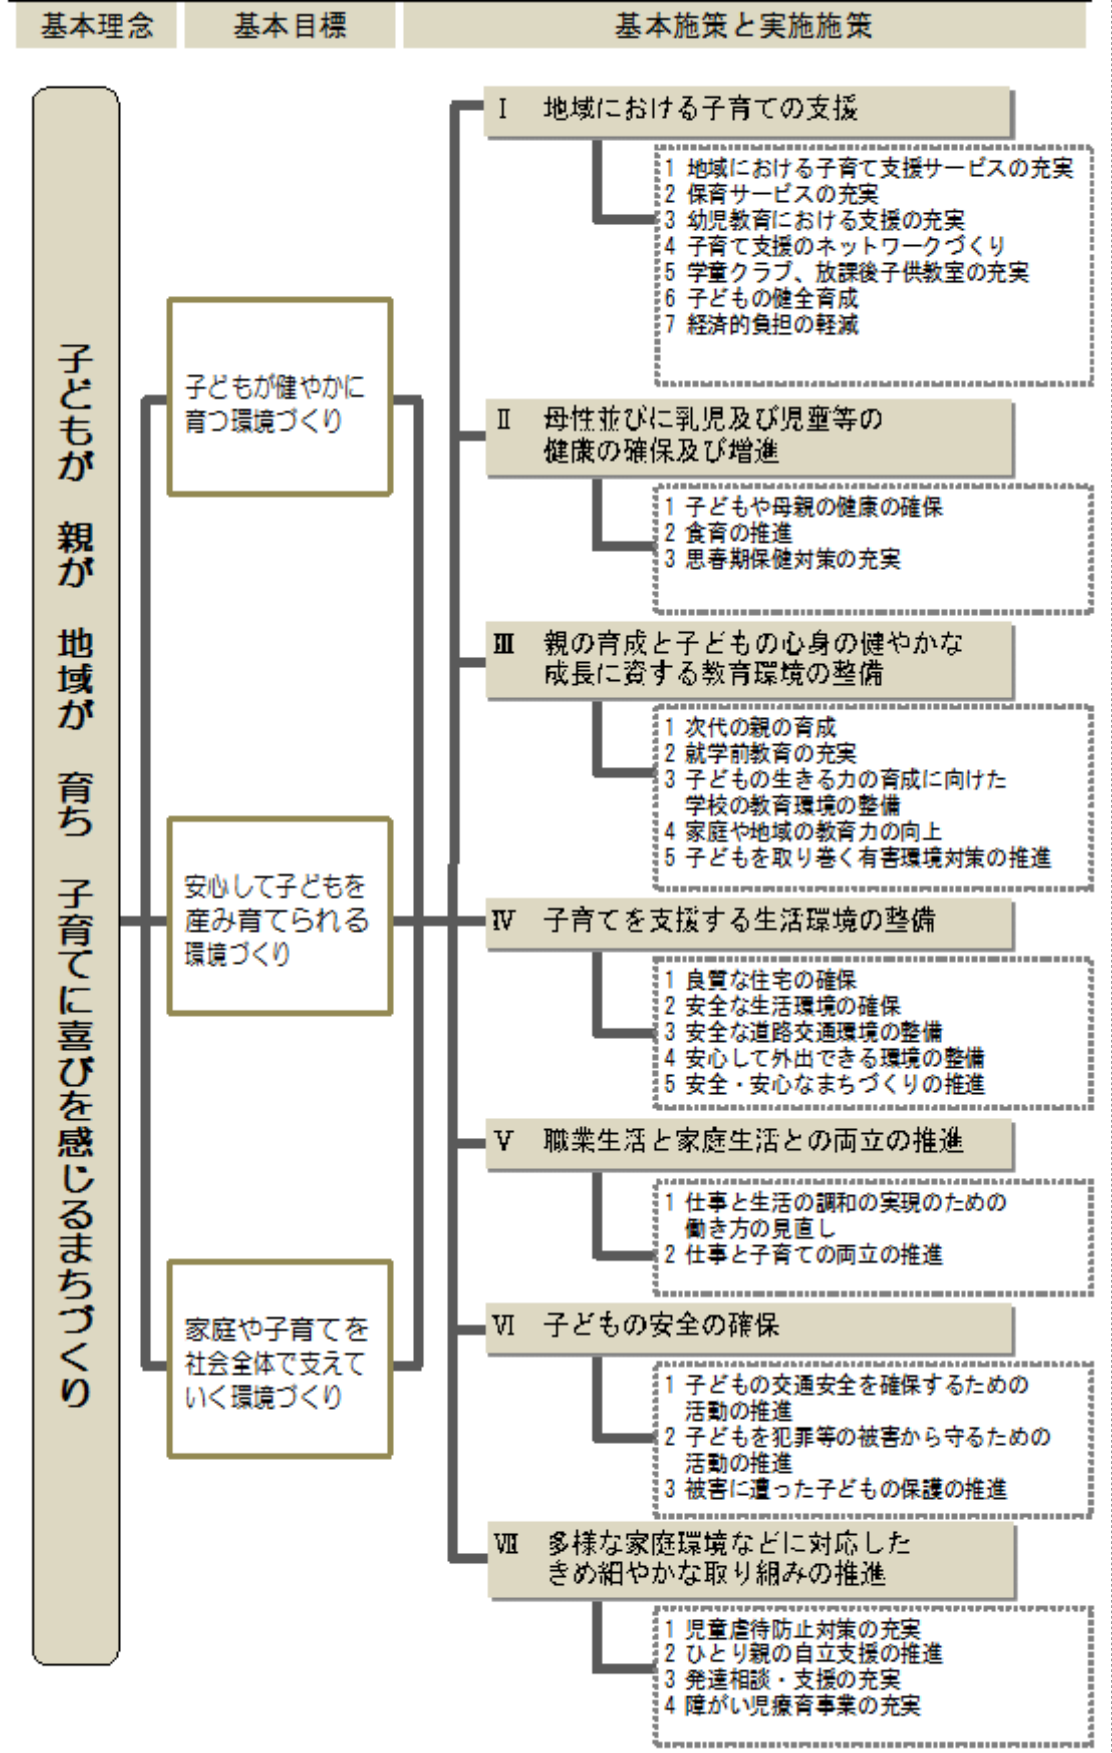 基本理念
基本目標
基本施策と実施施策
子どもが 親が 地域が 育ち 子育てに喜びを感じるまちづくり
子どもが健やかに
育つ環境づくり
安心して子どもを
産み育てられる
環境づくり
家庭や子育てを
社会全体で支えて
いく環境づくり
Ⅰ 地域における子育ての支援
1 地域における子育て支援サービスの充実
2 保育サービスの充実
3 幼児教育における支援の充実
4 子育て支援のネットワークづくり
5 学童クラブ、放課後子供教室の充実
6 子どもの健全育成
7 経済的負担の軽減
Ⅱ 母性並びに乳児及び児童等の
健康の確保及び増進
1 子どもや母親の健康の確保
2 食育の推進
3 思春期保健対策の充実
Ⅲ 親の育成と子どもの心身の健やかな
成長に資する教育環境の整備
1 次代の親の育成
2 就学前教育の充実
3 子どもの生きる力の育成に向けた
学校の教育環境の整備
4 家庭や地域の教育力の向上
5 子どもを取り巻く有害環境対策の推進
Ⅳ 子育てを支援する生活環境の整備
1 良質な住宅の確保
2 安全な生活環境の確保
3 安全な道路交通環境の整備
4 安心して外出できる環境の整備
5 安全・安心なまちづくりの推進
Ⅴ 職業生活と家庭生活との両立の推進
1 仕事と生活の調和の実現のための
働き方の見直し
2 仕事と子育ての両立の推進
Ⅵ 子どもの安全の確保
1 子どもの交通安全を確保するための
活動の推進
2 子どもを犯罪等の被害から守るための
活動の推進
3 被害に遭った子どもの保護の推進
Ⅶ 多様な家庭環境などに対応した
きめ細やかな取り組みの推進
1 児童虐待防止対策の充実
2 ひとり親の自立支援の推進
3 発達相談・支援の充実
4 障がい児療育事業の充実